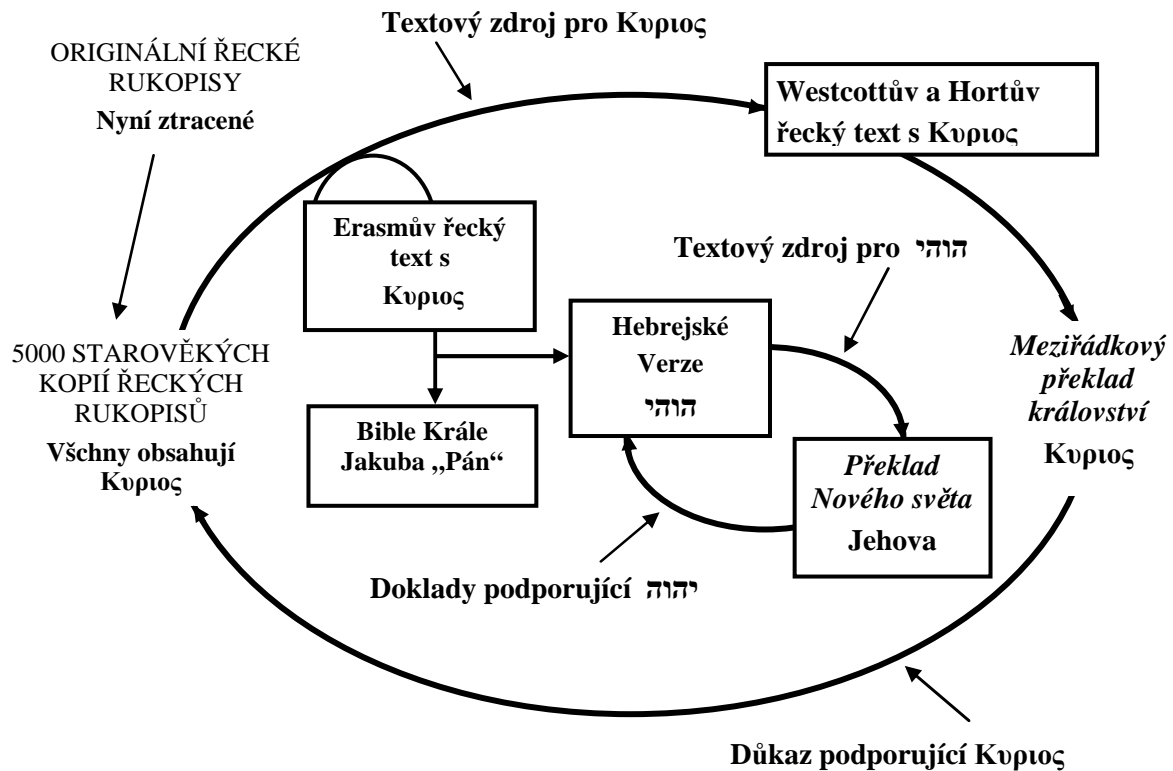 Textový zdroj pro Κυριος
ORIGINÁLNÍ ŘECKÉ
RUKOPISY
Nyní ztracené
Westcottův a Hortův
řecký text s Κυριος
Erasmův řecký
text s
Κυριος
Textový zdroj pro הוהי
Hebrejské
Verze
הוהי
5000 STAROVĚKÝCH
KOPIÍ ŘECKÝCH
RUKOPISŮ
Všchny obsahují
Κυριος
Bible Krále
Jakuba „Pán“
Meziřádkový
překlad
království
Κυριος
Překlad
Nového světa
Jehova
Doklady podporující יהוה
Důkaz podporující Κυριος